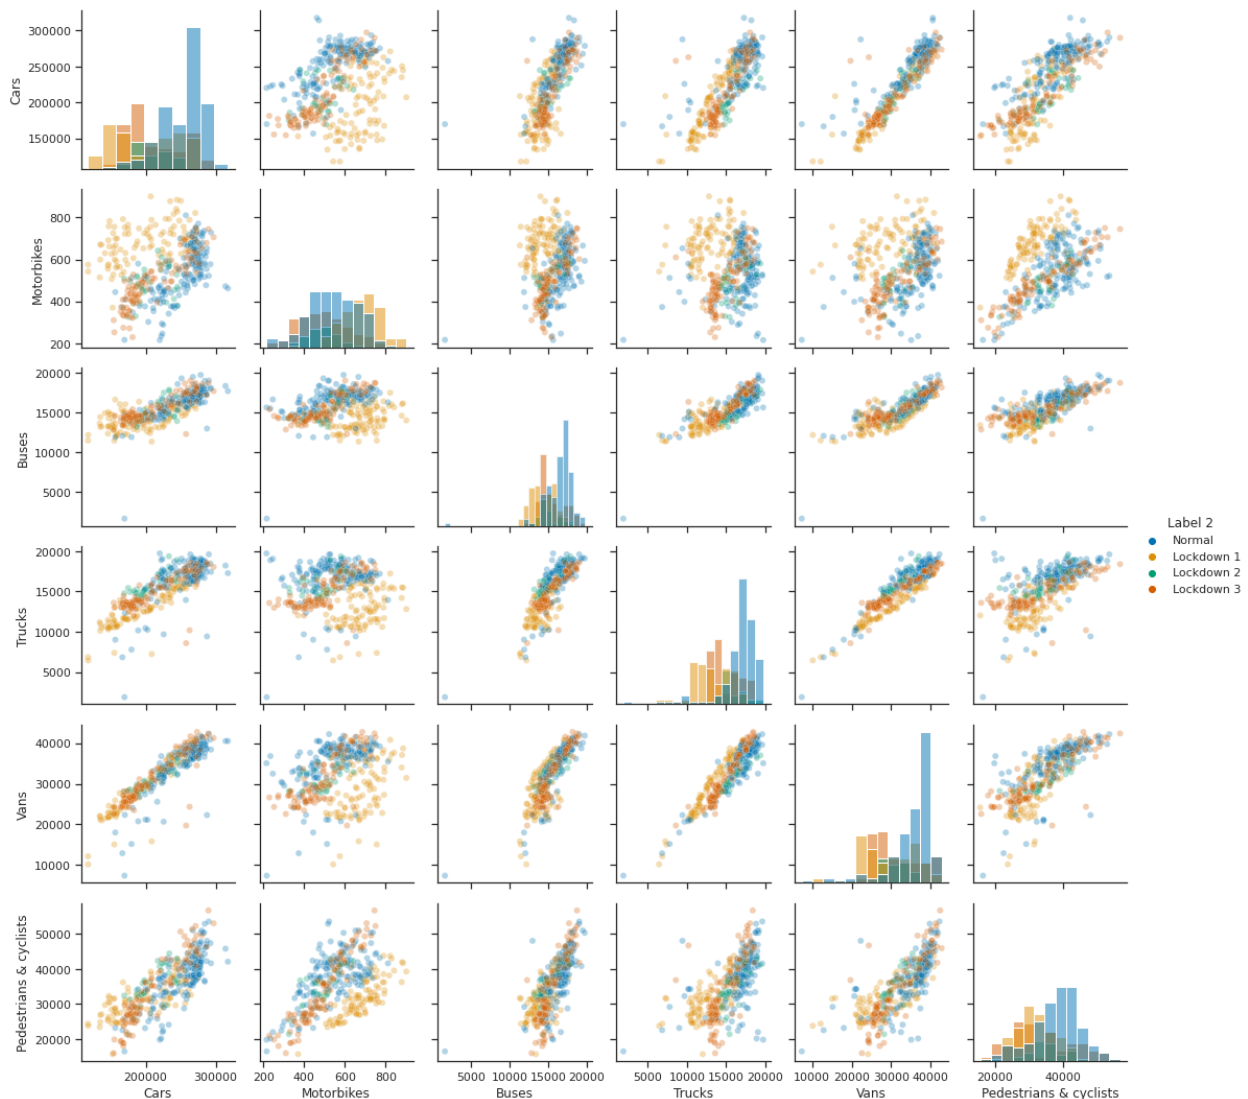 300000
250000
200000
150000
Cars
800
600
400
200
Motorbikes
20000
15000
10000
5000
Buses
20000
15000
10000
5000
Trucks
40000
30000
20000
10000
Vans
50000
40000
30000
20000
Pedestrians & cyclists
200000 300000
Cars
200 400 600 800
Motorbikes
5000 10000 15000 20000
Buses
5000 10000 15000 20000
Trucks
10000 20000 30000 40000
Vans
20000 40000
Pedestrians & cyclists
Label 2
Normal
Lockdown 1
Lockdown 2
Lockdown 3